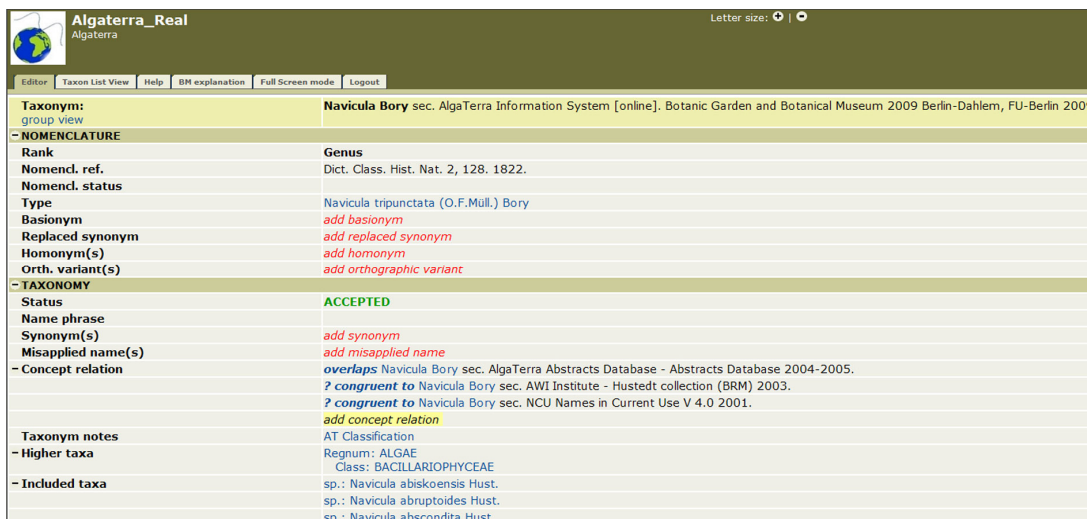 Algaterra_Real
Letter size: + | -
Algaterra
Editor Taxon List View Help BM explanation Full Screen mode Logout
Taxonym: Navicula Bory sec. AlgaTerra Information System [online]. Botanic Garden and Botanical Museum 2009 Berlin-Dahlem, FU-Berlin 2009
group view
NOMENCLATURE
Rank Genus
Nomencl. ref. Dict. Class. Hist. Nat. 2, 128. 1822.
Nomencl. status
Type Navicula tripunctata (O.F.Müll.) Bory
Basionym add basionym
Replaced synonym add replaced synonym
Homonym(s) add homonym
Orth. variant(s) add orthographic variant
TAXONOMY
Status ACCEPTED
Name phrase
Synonym(s) add synonym
Misapplied name(s) add misapplied name
Concept relation overlaps Navicula Bory sec. AlgaTerra Abstracts Database - Abstracts Database 2004-2005.
? congruent to Navicula Bory sec. AWI Institute - Hustedt collection (BRM) 2003.
? congruent to Navicula Bory sec. NCU Names in Current Use V 4.0 2001.
add concept relation
Taxonym notes AT Classification
Higher taxa Regnum: ALGAE
Class: BACILLARIOPHYCEAE
Included taxa sp.: Navicula abiskoensis Hust.
sp.: Navicula abruptoides Hust.
sp.: Navicula abscondita Hust.